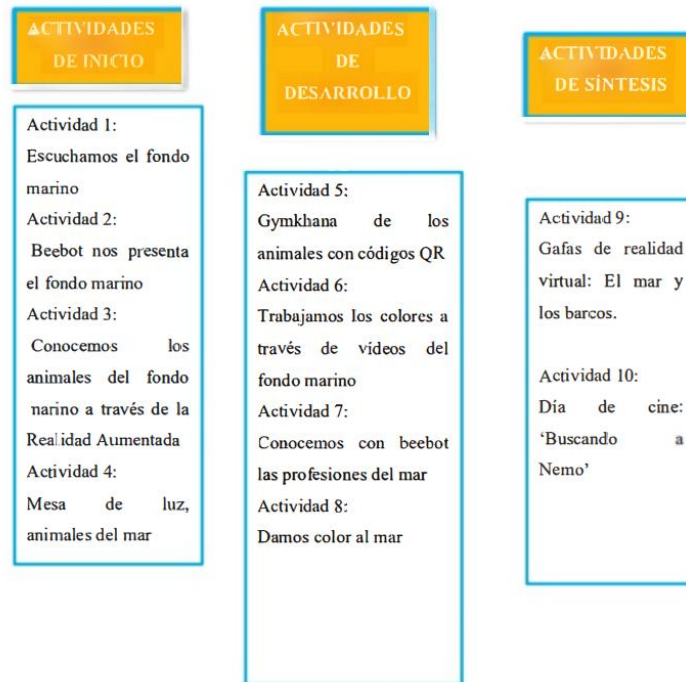 ACTIVIDADES
DE INICIO
Actividad 1:
Escuchamos el fondo
marino
Actividad 2:
Beebot nos presenta
el fondo marino
Actividad 3:
Conocemos los
animales del fondo
narino a través de la
Realidad Aumentada
Actividad 4:
Mesa de luz,
animales del mar
ACTIVIDADES
DE
DESARROLLO
Actividad 5:
Gymkhana de los
animales con códigos QR
Actividad 6:
Trabajamos los colores a
través de vídeos del
fondo marino
Actividad 7:
Conocemos con beebot
las profesiones del mar
Actividad 8:
Damos color al mar
ACTIVIDADES
DE SÍNTESIS
Actividad 9:
Gafas de realidad
virtual: El mar y
los barcos.
Actividad 10:
Día de cine:
‘Buscando a
Nemo’